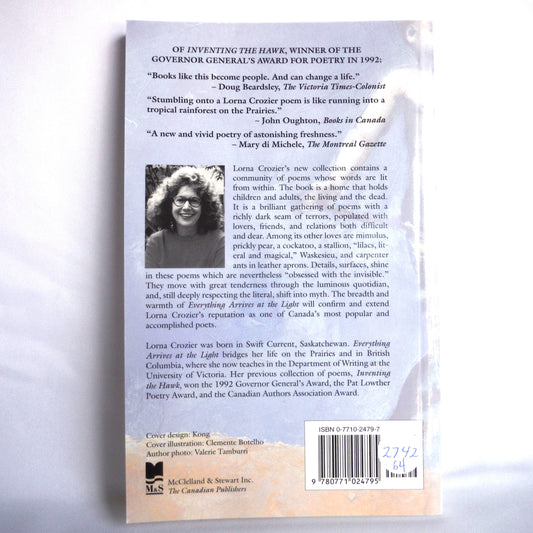 OF INVENTING THE HAWK, WINNER OF THE
GOVERNOR GENERAL'S AWARD FOR POETRY IN 1992:
“Books like this become people. And can change a life.”
– Doug Beardsley, The Victoria Times-Colonist
“Stumbling onto a Lorna Crozier poem is like running into a
tropical rainforest on the Prairies.”
– John Oughton, Books in Canada
“A new and vivid poetry of astonishing freshness.”
– Mary di Michele, The Montreal Gazette
Lorna Crozier's new collection contains a
community of poems whose words are lit
from within. The book is a home that holds
children and adults, the living and the dead.
It is a brilliant gathering of poems with a
richly dark seam of terrors, populated with
lovers, friends, and relations both difficult
and dear. Among its other loves are mimulus,
prickly pear, a cockatoo, a stallion, “lilacs, lit-
eral and magical,” Waskesieu, and carpenter
ants in leather aprons. Details, surfaces, shine
in these poems which are nevertheless “obsessed with the invisible.”
They move with great tenderness through the luminous quotidian,
and, still deeply respecting the literal, shift into myth. The breadth and
warmth of Everything Arrives at the Light will confirm and extend
Lorna Crozier's reputation as one of Canada's most popular and
accomplished poets.
Lorna Crozier was born in Swift Current, Saskatchewan. Everything
Arrives at the Light bridges her life on the Prairies and in British
Columbia, where she now teaches in the Department of Writing at the
University of Victoria. Her previous collection of poems, Inventing
the Hawk, won the 1992 Governor General's Award, the Pat Lowther
Poetry Award, and the Canadian Authors Association Award.
Cover design: Kong
Cover illustration: Clemente Botelho
Author photo: Valerie Tamburri
M&S
McClelland & Stewart Inc.
The Canadian Publishers
ISBN 0-7710-2479-7
2742
64
9 780771 024795